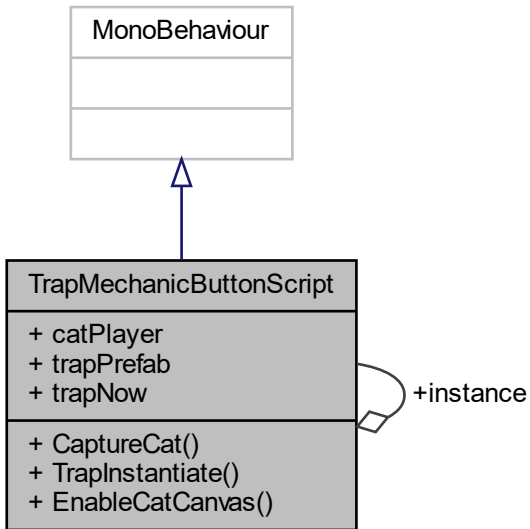 MonoBehaviour
TrapMechanicButtonScript
+ catPlayer
+ trapPrefab
+ trapNow
+instance
+ CaptureCat()
+ TrapInstantiate()
+ EnableCatCanvas()